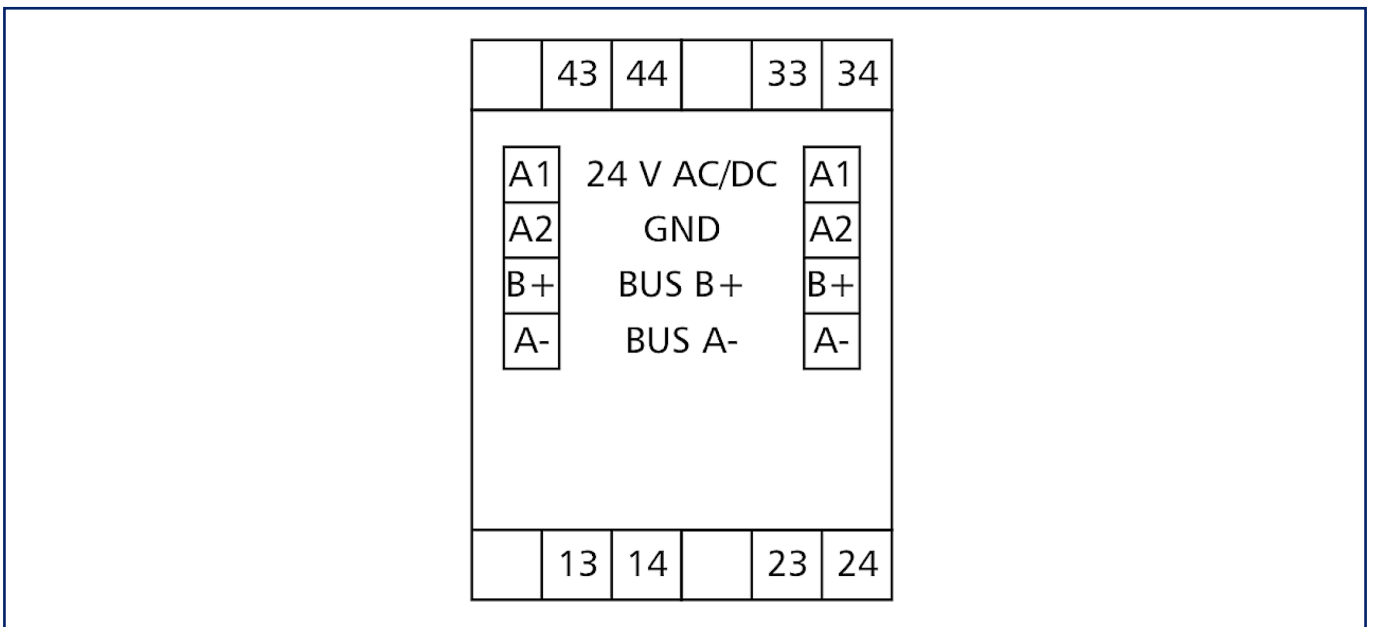 43 44 33 34
A1 24 V AC/DC A1
A2 GND A2
B+ BUS B+ B+
A- BUS A- A-
13 14 23 24